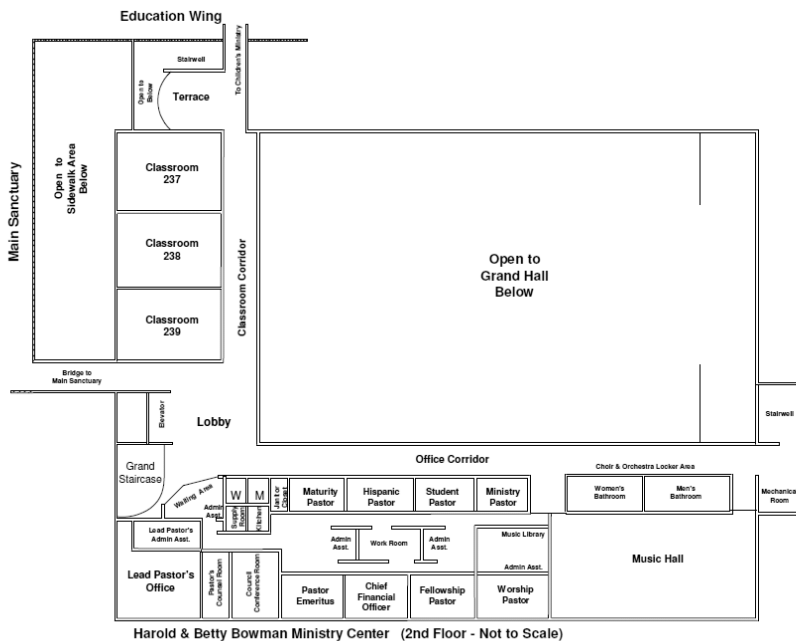 Education Wing
Stairwell
Open to
Below
Terrace
To Children's Ministry
Main Sanctuary
Open to
Sidewalk Area
Below
Classroom
237
Classroom
238
Classroom
239
Classroom Corridor
Open to
Grand Hall
Below
Bridge to
Main Sanctuary
Elevator
Lobby
Stairwell
Grand
Staircase
Office Corridor
Choir & Orchestra Locker Area
Waiting Area
W
M
Janitor
Closet
Maturity
Pastor
Hispanic
Pastor
Student
Pastor
Ministry
Pastor
Women's
Bathroom
Men's
Bathroom
Mechanical
Room
Admin
Asst.
Supply
Room
Kitchen
Lead Pastor's
Admin Asst.
Admin
Asst.
Work Room
Admin
Asst.
Music Library
Admin Asst.
Music Hall
Lead Pastor's
Office
Pastor's
Counsel Room
Council
Conference Room
Pastor
Emeritus
Chief
Financial
Officer
Fellowship
Pastor
Worship
Pastor
Harold & Betty Bowman Ministry Center (2nd Floor - Not to Scale)